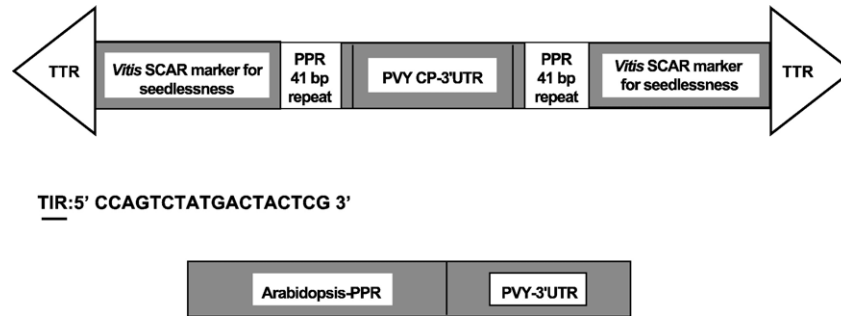 TTR
Vitis SCAR marker for
seedlessness
PPR
41 bp
repeat
PVY CP-3'UTR
PPR
41 bp
repeat
Vitis SCAR marker
for seedlessness
TTR
TIR:5' CCAGTCTATGACTACTCG 3'
Arabidopsis-PPR
PVY-3'UTR